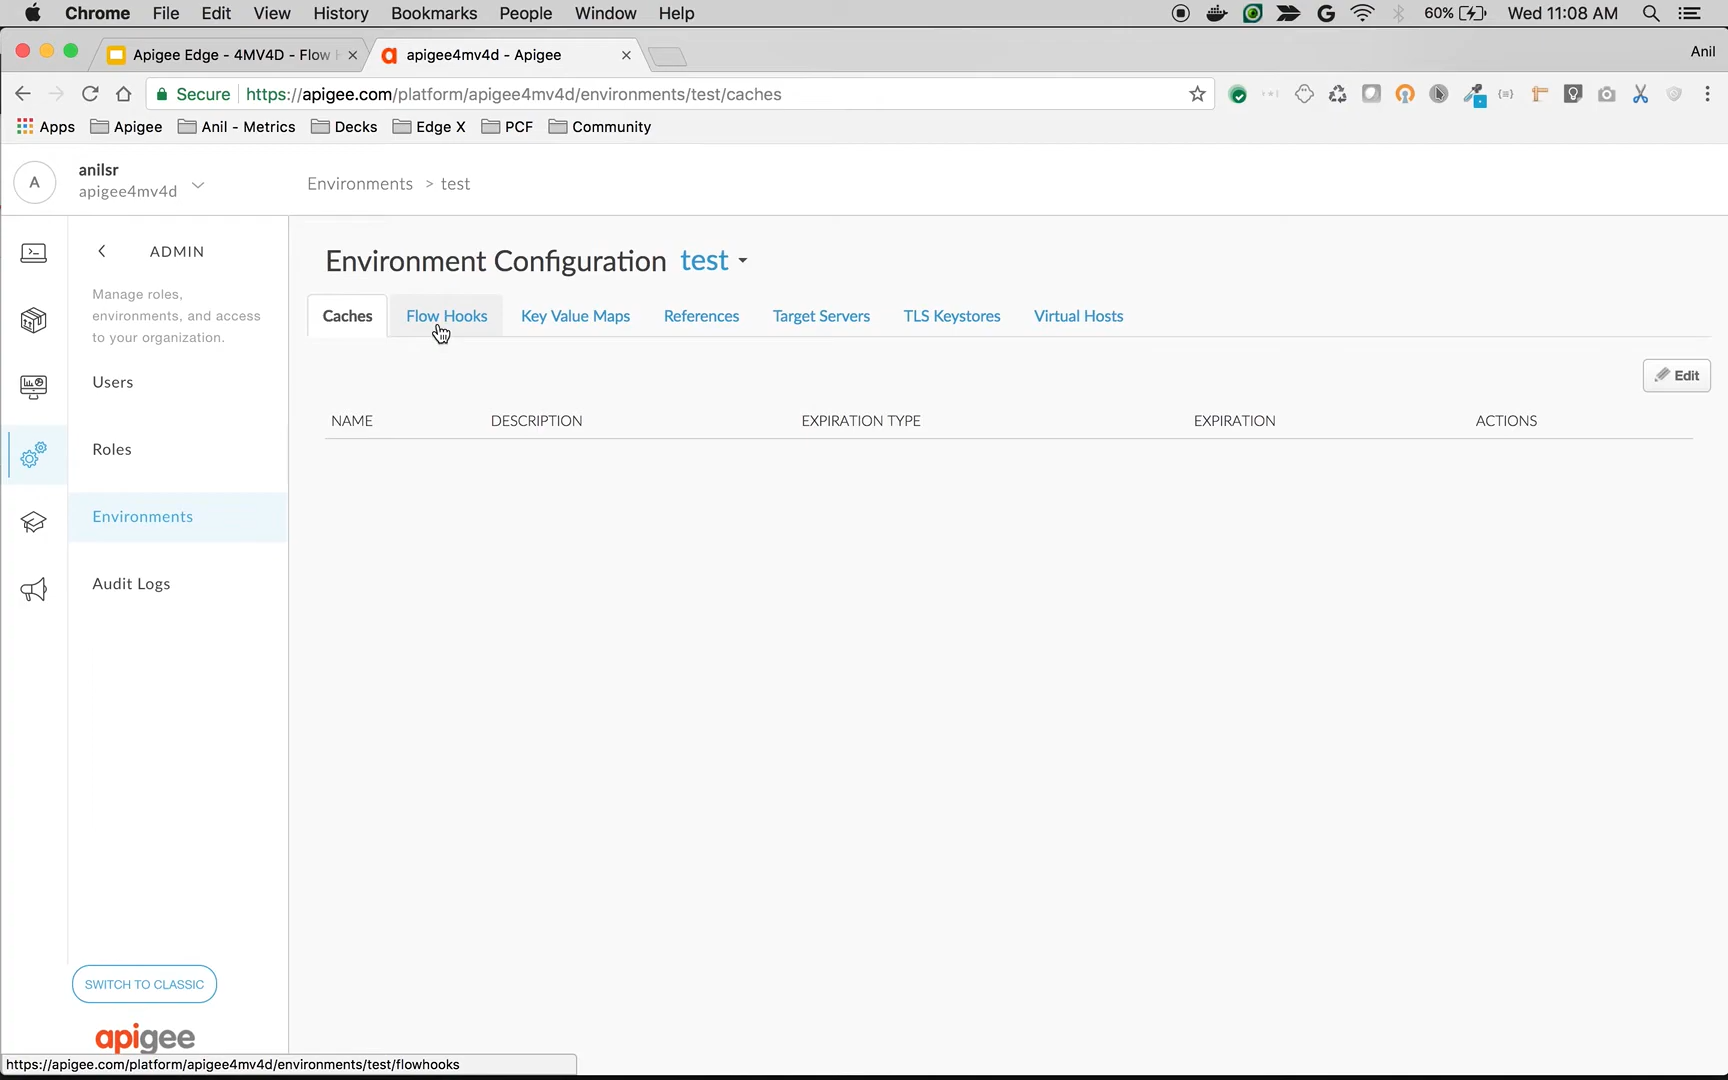 Chrome File Edit View History Bookmarks People Window Help 60% Wed 11:08 AM
Apigee Edge - 4MV4D - Flow apigee4mv4d - Apigee Anil
Secure https://apigee.com/platform/apigee4mv4d/environments/test/caches
Apps Apigee Anil - Metrics Decks Edge X PCF Community
A anilsr
apigee4mv4d
Environments > test
ADMIN
Manage roles,
environments, and access
to your organization.
Users
Roles
Environments
Audit Logs
SWITCH TO CLASSIC
apigee
Environment Configuration test
Caches Flow Hooks Key Value Maps References Target Servers TLS Keystores Virtual Hosts
Edit
NAME DESCRIPTION EXPIRATION TYPE EXPIRATION ACTIONS
https://apigee.com/platform/apigee4mv4d/environments/test/flowhooks